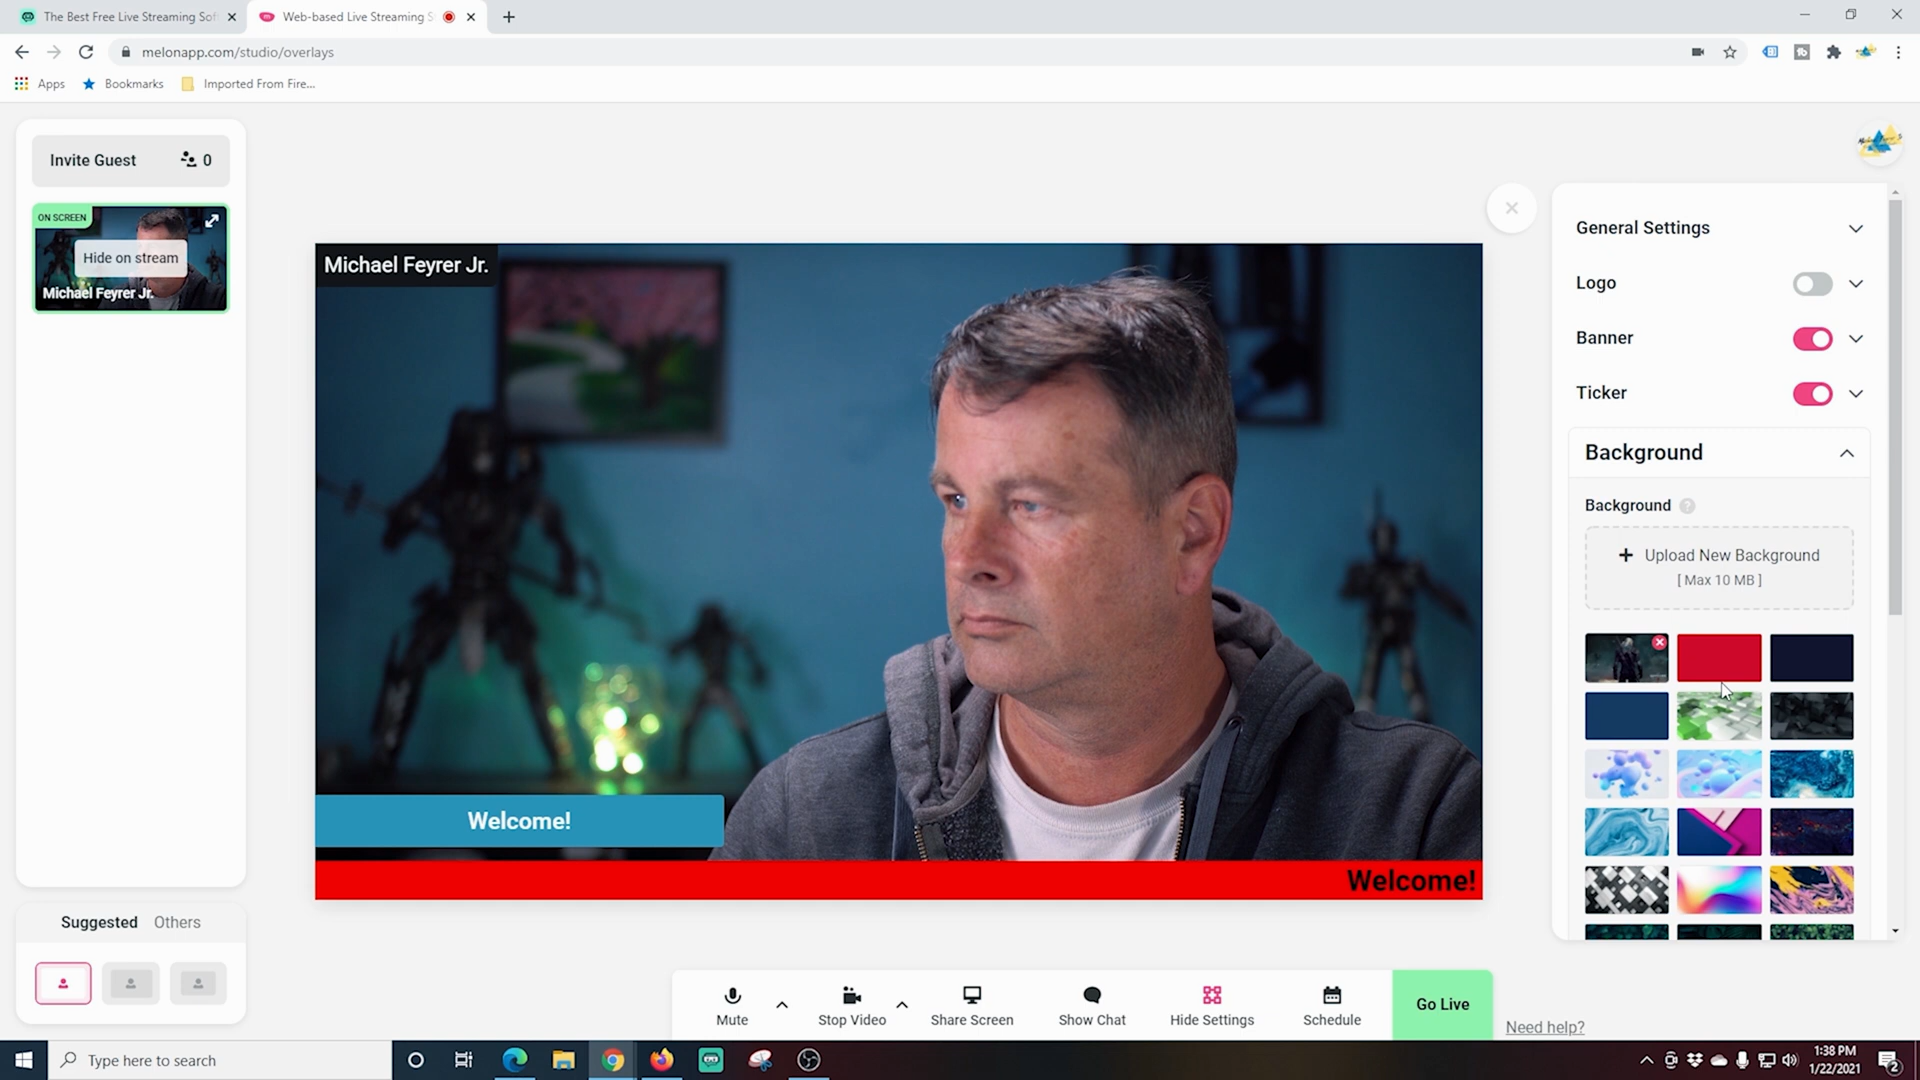 The Best Free Live Streaming Sof
Web-based Live Streaming S
melonapp.com/studio/overlays
Apps
Bookmarks
Imported From Fire...
Invite Guest
0
ON SCREEN
Hide on stream
Michael Feyrer Jr.
Michael Feyrer Jr.
Welcome!
Welcome!
General Settings
Logo
Banner
Ticker
Background
Background
?
+ Upload New Background
[ Max 10 MB ]
Suggested
Others
Mute
Stop Video
Share Screen
Show Chat
Hide Settings
Schedule
Go Live
Need help?
Type here to search
1:38 PM
1/22/2021
2